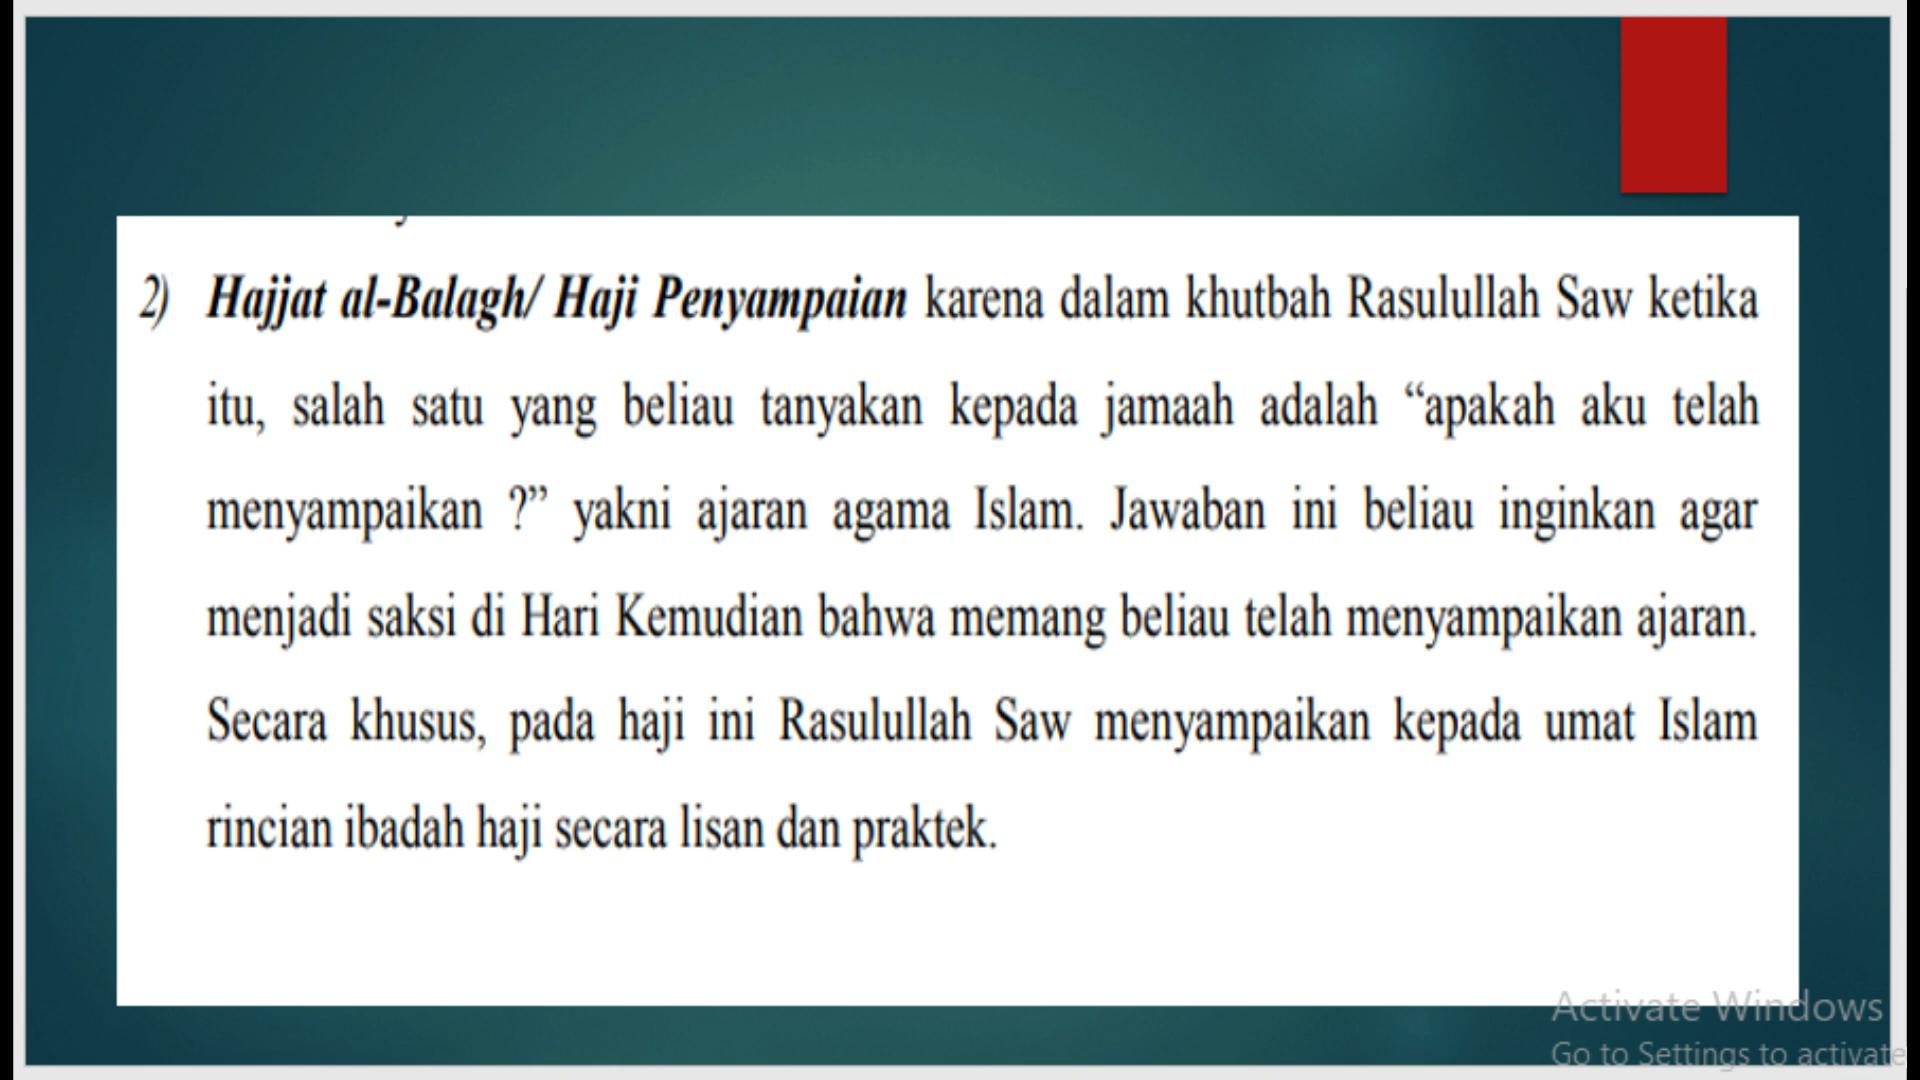 2) Hajjat al-Balagh/ Haji Penyampaian karena dalam khutbah Rasulullah Saw ketika
itu, salah satu yang beliau tanyakan kepada jamaah adalah “apakah aku telah
menyampaikan ?” yakni ajaran agama Islam. Jawaban ini beliau inginkan agar
menjadi saksi di Hari Kemudian bahwa memang beliau telah menyampaikan ajaran.
Secara khusus, pada haji ini Rasulullah Saw menyampaikan kepada umat Islam
rincian ibadah haji secara lisan dan praktek.
Activate Windows
Go to Settings to activate